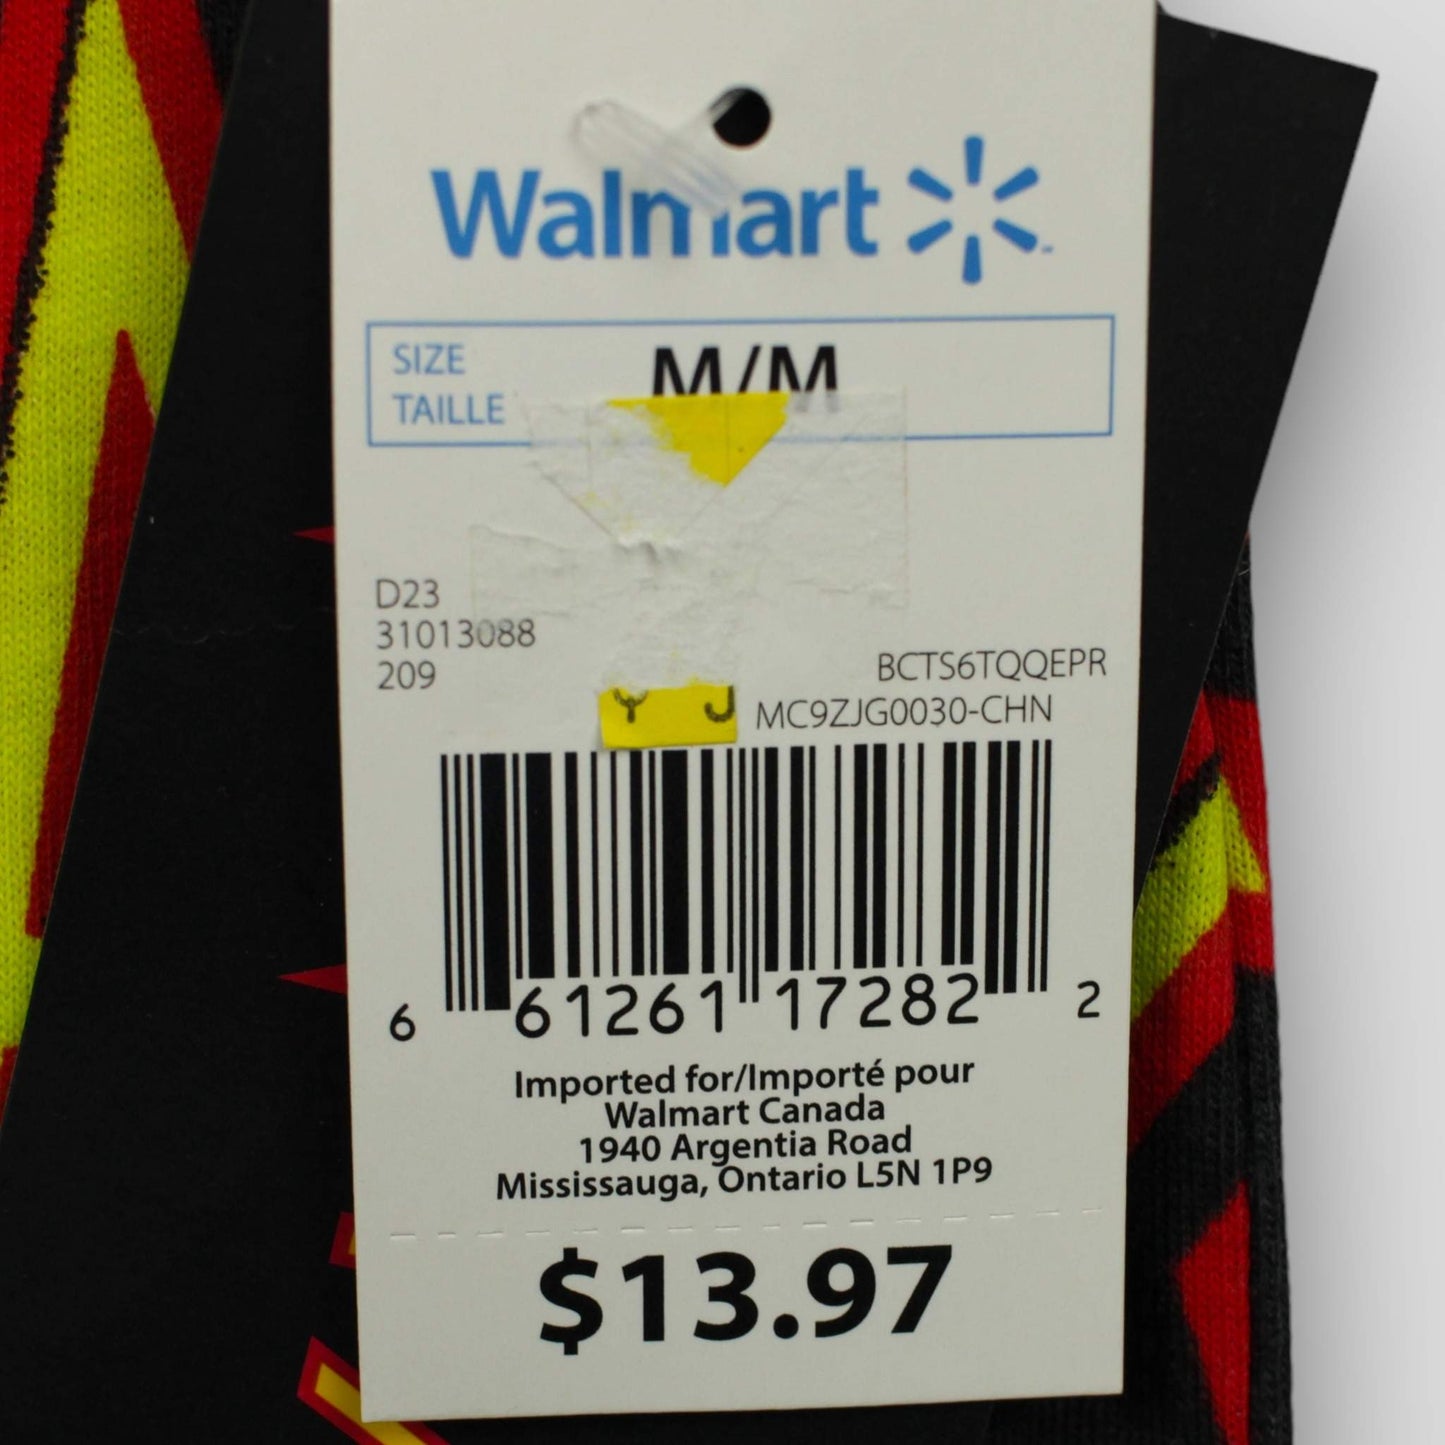 Walmart
SIZE M/M
TAILLE
D23
31013088
209
BCTS6TQQEPR
MC9ZJG0030-CHN
6 61261 17282 2
Imported for/Importé pour
Walmart Canada
1940 Argentia Road
Mississauga, Ontario L5N 1P9
$13.97